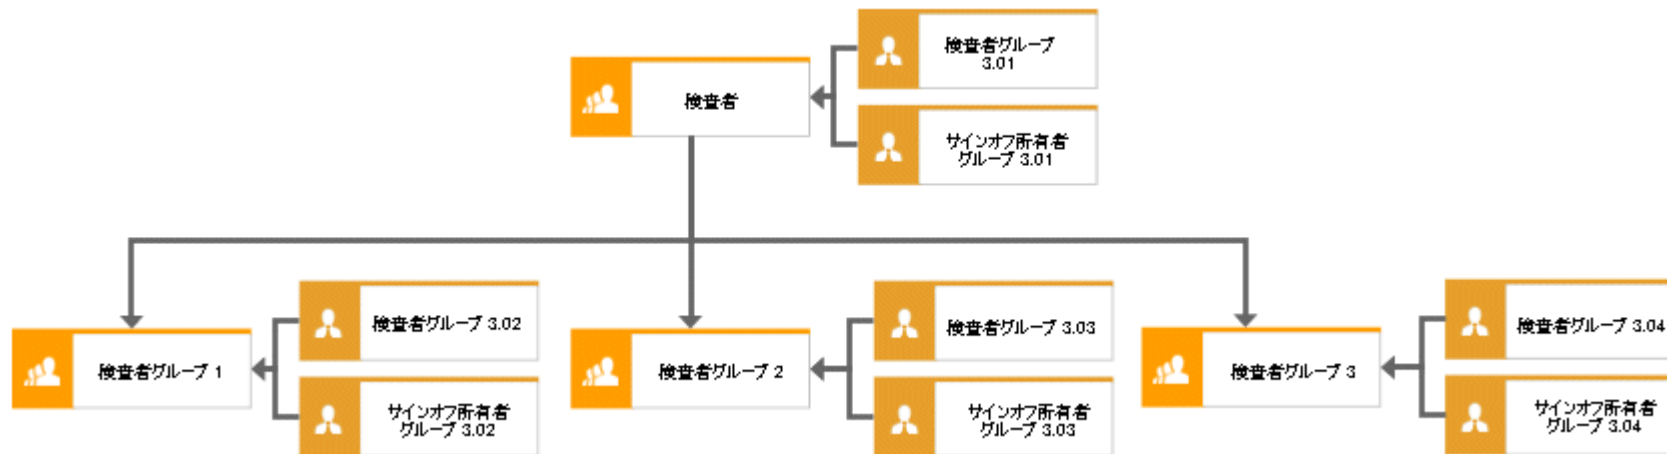 検査者グループ
3.01
検査者
サインオフ所有者
グループ 3.01
検査者グループ 3.02
検査者グループ 1
サインオフ所有者
グループ 3.02
検査者グループ 3.03
検査者グループ 2
サインオフ所有者
グループ 3.03
検査者グループ 3.04
検査者グループ 3
サインオフ所有者
グループ 3.04